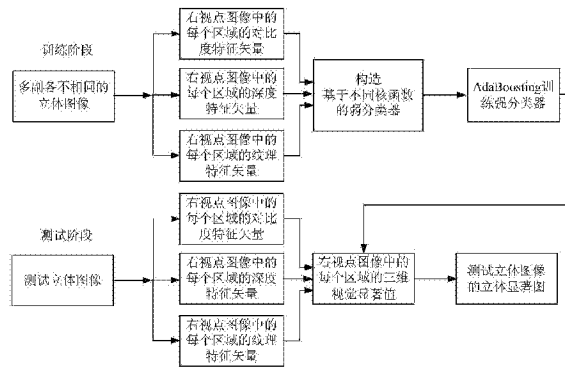 训练阶段
多副各不相同的
立体图像
右视点图像中的
每个区域的对比
度特征矢量
右视点图像中的
每个区域的深度
特征矢量
右视点图像中的
每个区域的纹理
特征矢量
构造
基于不同核函数
的弱分类器
AdaBoosting训
练强分类器
测试阶段
测试立体图像
右视点图像中的
每个区域的对比
度特征矢量
右视点图像中的
每个区域的深度
特征矢量
右视点图像中的
每个区域的纹理
特征矢量
右视点图像中的
每个区域的三维
视觉显著值
测试立体图像
的立体显著图